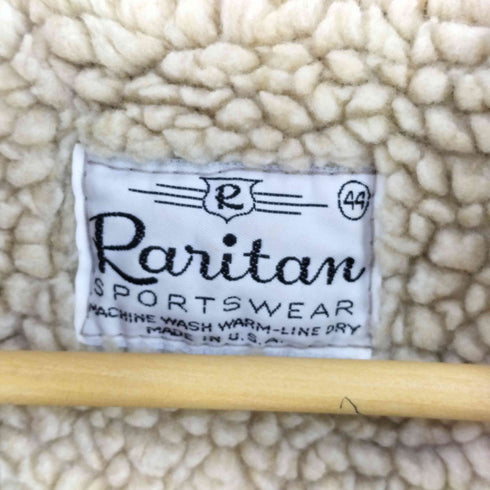 R
44
Raritan
SPORTSWEAR
MACHINE WASH WARM-LINE DRY
MADE IN U.S.A.